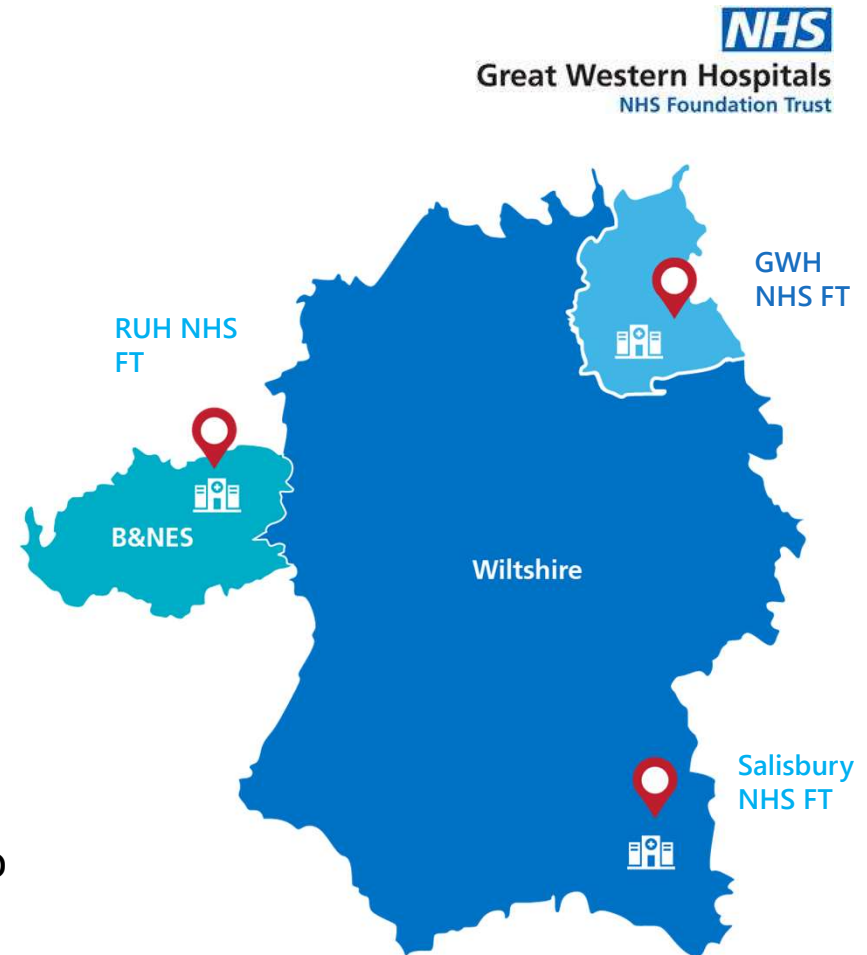 NHS
Great Western Hospitals
NHS Foundation Trust
GWH
NHS FT
RUH NHS
FT
B&NES
Wiltshire
Salisbury
NHS FT